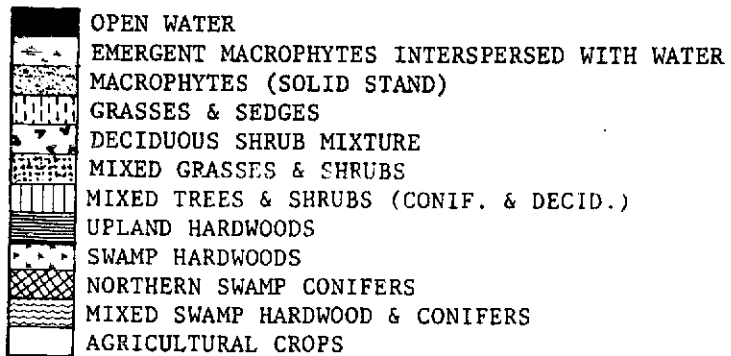 OPEN WATER
EMERGENT MACROPHYTES INTERSPERSED WITH WATER
MACROPHYTES (SOLID STAND)
GRASSES & SEDGES
DECIDUOUS SHRUB MIXTURE
MIXED GRASSES & SHRUBS
MIXED TREES & SHRUBS (CONIF. & DECID.)
UPLAND HARDWOODS
SWAMP HARDWOODS
NORTHERN SWAMP CONIFERS
MIXED SWAMP HARDWOOD & CONIFERS
AGRICULTURAL CROPS